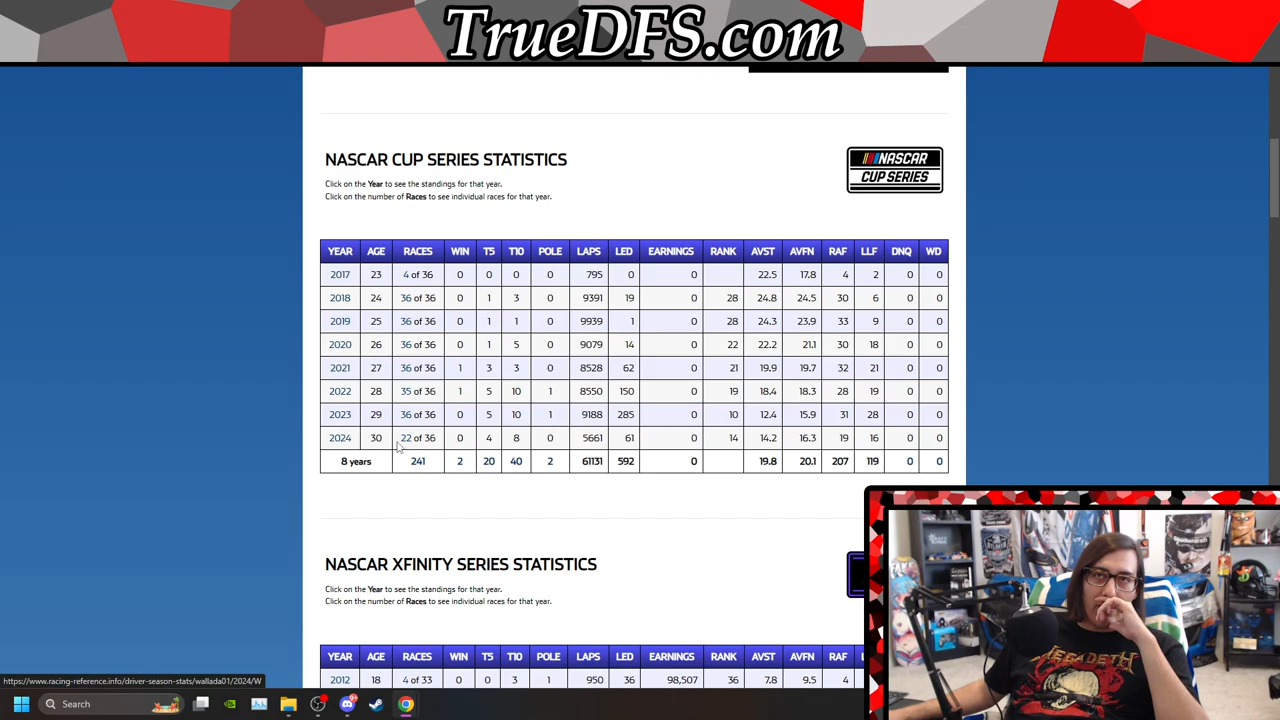 TrueDFS.com
NASCAR CUP SERIES STATISTICS
NASCAR
CUP SERIES
Click on the Year to see the standings for that year.
Click on the number of Races to see individual races for that year.
YEAR AGE RACES WIN T5 T10 POLE LAPS LED EARNINGS RANK AVST AVFN RAF LLF DNQ WD
2017 23 4 of 36 0 0 0 0 795 0 0 22.5 17.8 4 2 0 0
2018 24 36 of 36 0 1 3 0 9391 19 0 28 24.8 24.5 30 6 0 0
2019 25 36 of 36 0 1 1 0 9939 1 0 28 24.3 23.9 33 9 0 0
2020 26 36 of 36 0 1 5 0 9079 14 0 22 22.2 21.1 30 18 0 0
2021 27 36 of 36 1 3 3 0 8528 62 0 21 19.9 19.7 32 21 0 0
2022 28 35 of 36 1 5 10 1 8550 150 0 19 18.4 18.3 28 19 0 0
2023 29 36 of 36 0 5 10 1 9188 285 0 10 12.4 15.9 31 28 0 0
2024 30 22 of 36 0 4 8 0 5661 61 0 14 14.2 16.3 19 16 0 0
8 years 241 2 20 40 2 61131 592 0 19.8 20.1 207 119 0 0
NASCAR XFINITY SERIES STATISTICS
Click on the Year to see the standings for that year.
Click on the number of Races to see individual races for that year.
YEAR AGE RACES WIN T5 T10 POLE LAPS LED EARNINGS RANK AVST AVFN RAF
2012 18 4 of 33 0 0 3 1 950 36 98,507 36 7.8 9.5 4
https://www.racing-reference.info/driver-season-stats/wallada01/2024/W
Search
MEGADETH